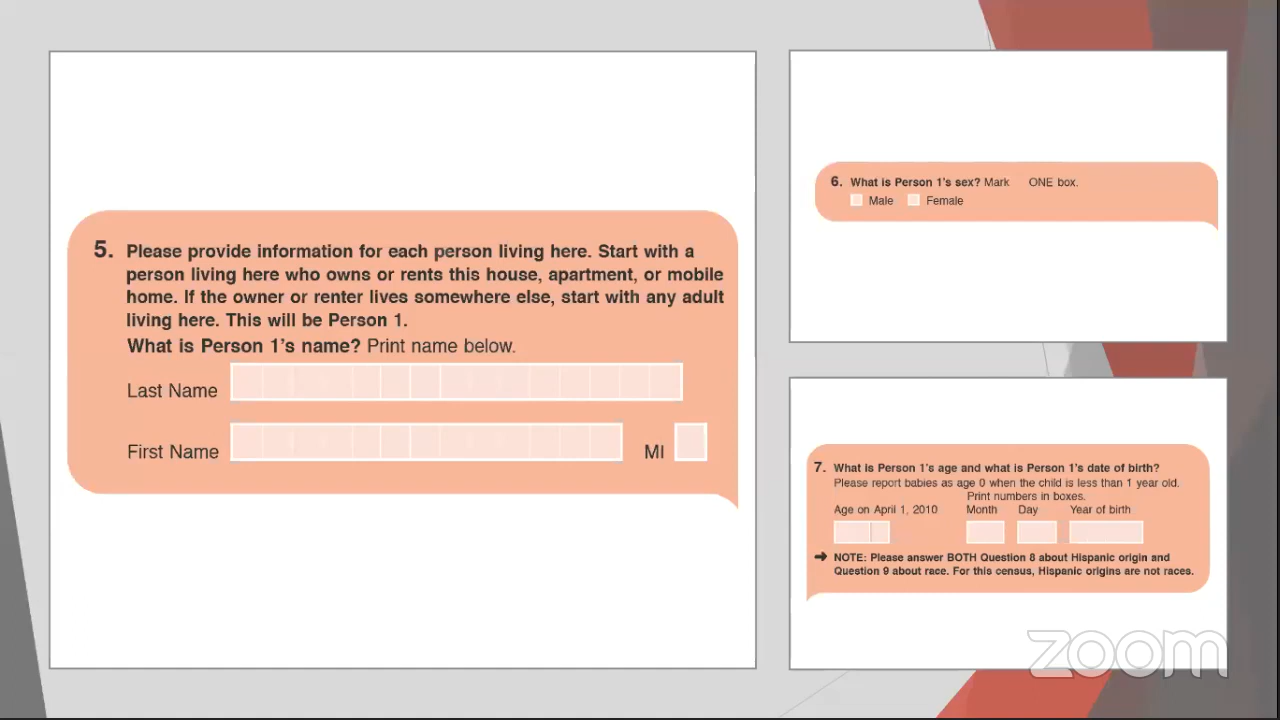 5. Please provide information for each person living here. Start with a
person living here who owns or rents this house, apartment, or mobile
home. If the owner or renter lives somewhere else, start with any adult
living here. This will be Person 1.
What is Person 1's name? Print name below.
Last Name
First Name MI
6. What is Person 1's sex? Mark ONE box.
Male Female
7. What is Person 1's age and what is Person 1's date of birth?
Please report babies as age 0 when the child is less than 1 year old.
Print numbers in boxes.
Age on April 1, 2010 Month Day Year of birth
➔ NOTE: Please answer BOTH Question 8 about Hispanic origin and
Question 9 about race. For this census, Hispanic origins are not races.
zoom